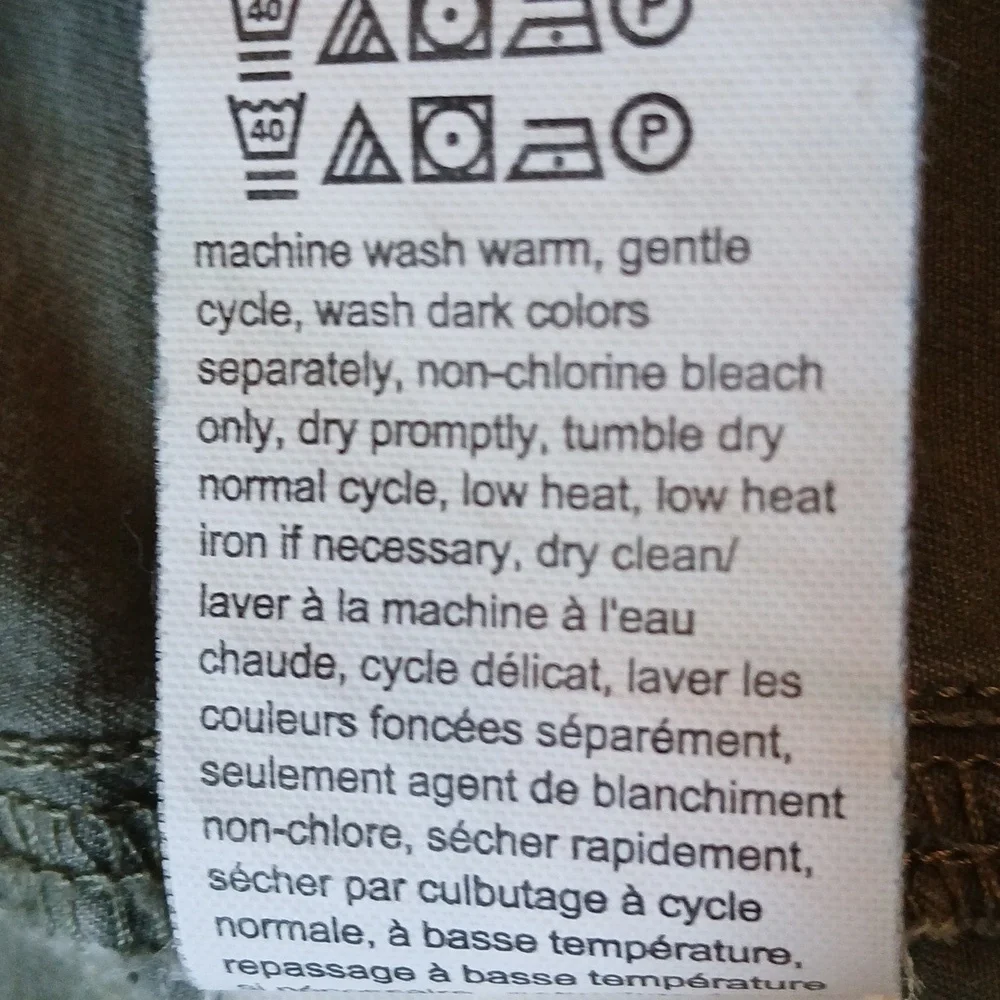 40 P
40 P
machine wash warm, gentle
cycle, wash dark colors
separately, non-chlorine bleach
only, dry promptly, tumble dry
normal cycle, low heat, low heat
iron if necessary, dry clean/
laver à la machine à l'eau
chaude, cycle délicat, laver les
couleurs foncées séparément,
seulement agent de blanchiment
non-chlore, sécher rapidement,
sécher par culbutage à cycle
normale, à basse température,
repassage à basse température